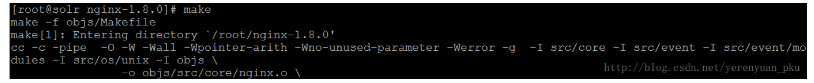 [root@solr nginx-1.8.0]# make
make -f objs/Makefile
make[1]: Entering directory `/root/nginx-1.8.0'
cc -c -pipe  -O -W -Wall -Wpointer-arith -Wno-unused-parameter -Werror -g  -I src/core -I src/event -I src/event/mo
dules -I src/os/unix -I objs \
                -o objs/src/core/nginx.o \
http://blog.csdn.net/yerenyuan_pku